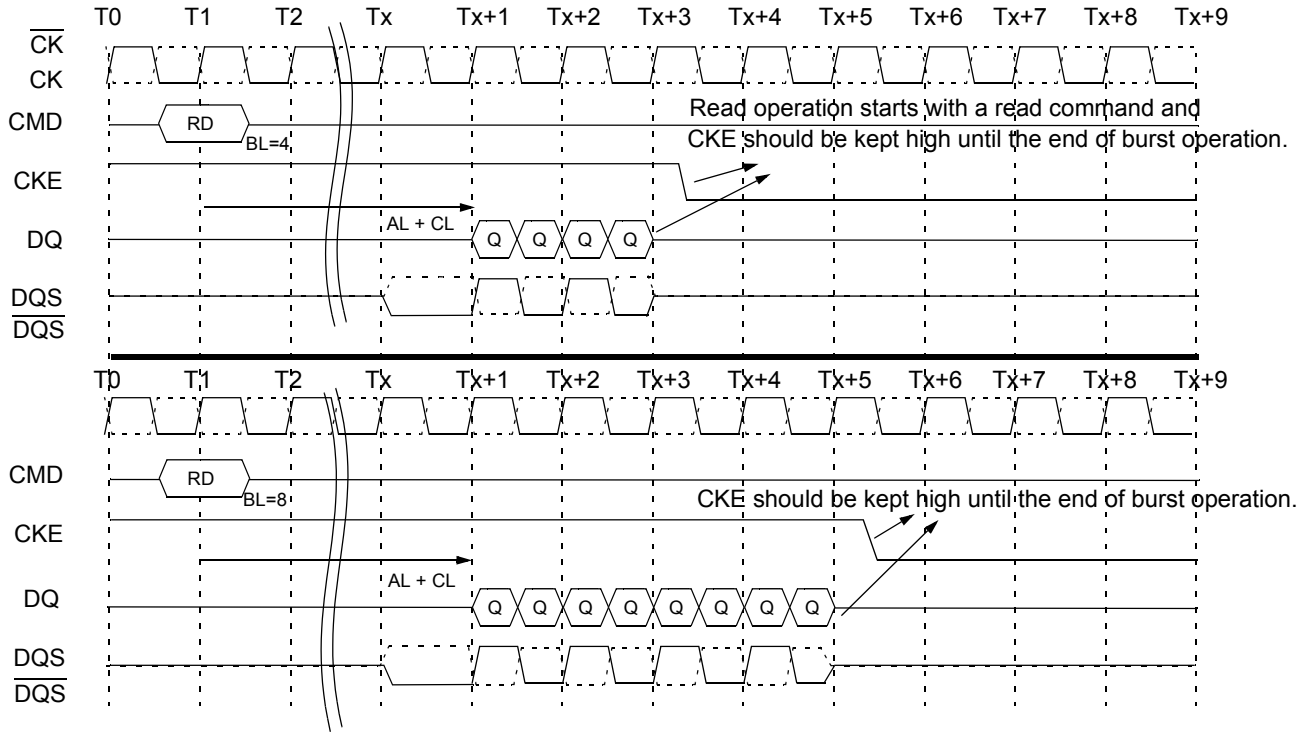 T0 T1 T2 Tx Tx+1 Tx+2 Tx+3 Tx+4 Tx+5 Tx+6 Tx+7 Tx+8 Tx+9
CK
CK
CMD RD BL=4
Read operation starts with a read command and
CKE should be kept high until the end of burst operation.
CKE
AL + CL
DQ Q Q Q Q
DQS
DQS
T0 T1 T2 Tx Tx+1 Tx+2 Tx+3 Tx+4 Tx+5 Tx+6 Tx+7 Tx+8 Tx+9
CMD RD BL=8
CKE should be kept high until the end of burst operation.
CKE
AL + CL
DQ Q Q Q Q Q Q Q Q
DQS
DQS